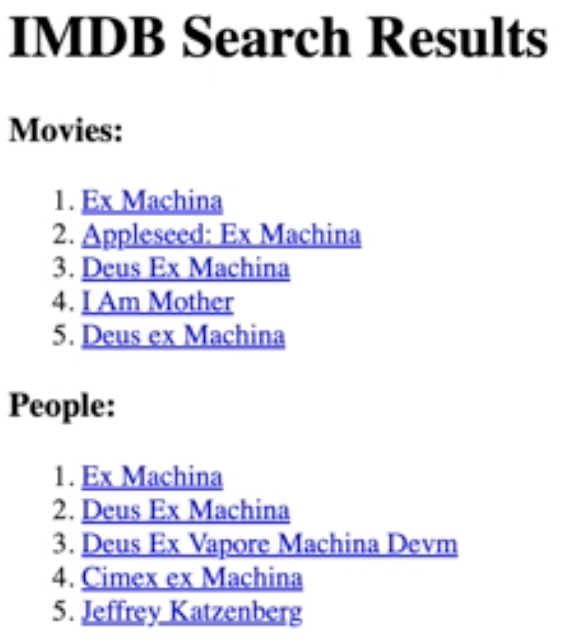 IMDB Search Results
Movies:
1. Ex Machina
2. Appleseed: Ex Machina
3. Deus Ex Machina
4. I Am Mother
5. Deus ex Machina
People:
1. Ex Machina
2. Deus Ex Machina
3. Deus Ex Vapore Machina Devm
4. Cimex ex Machina
5. Jeffrey Katzenberg